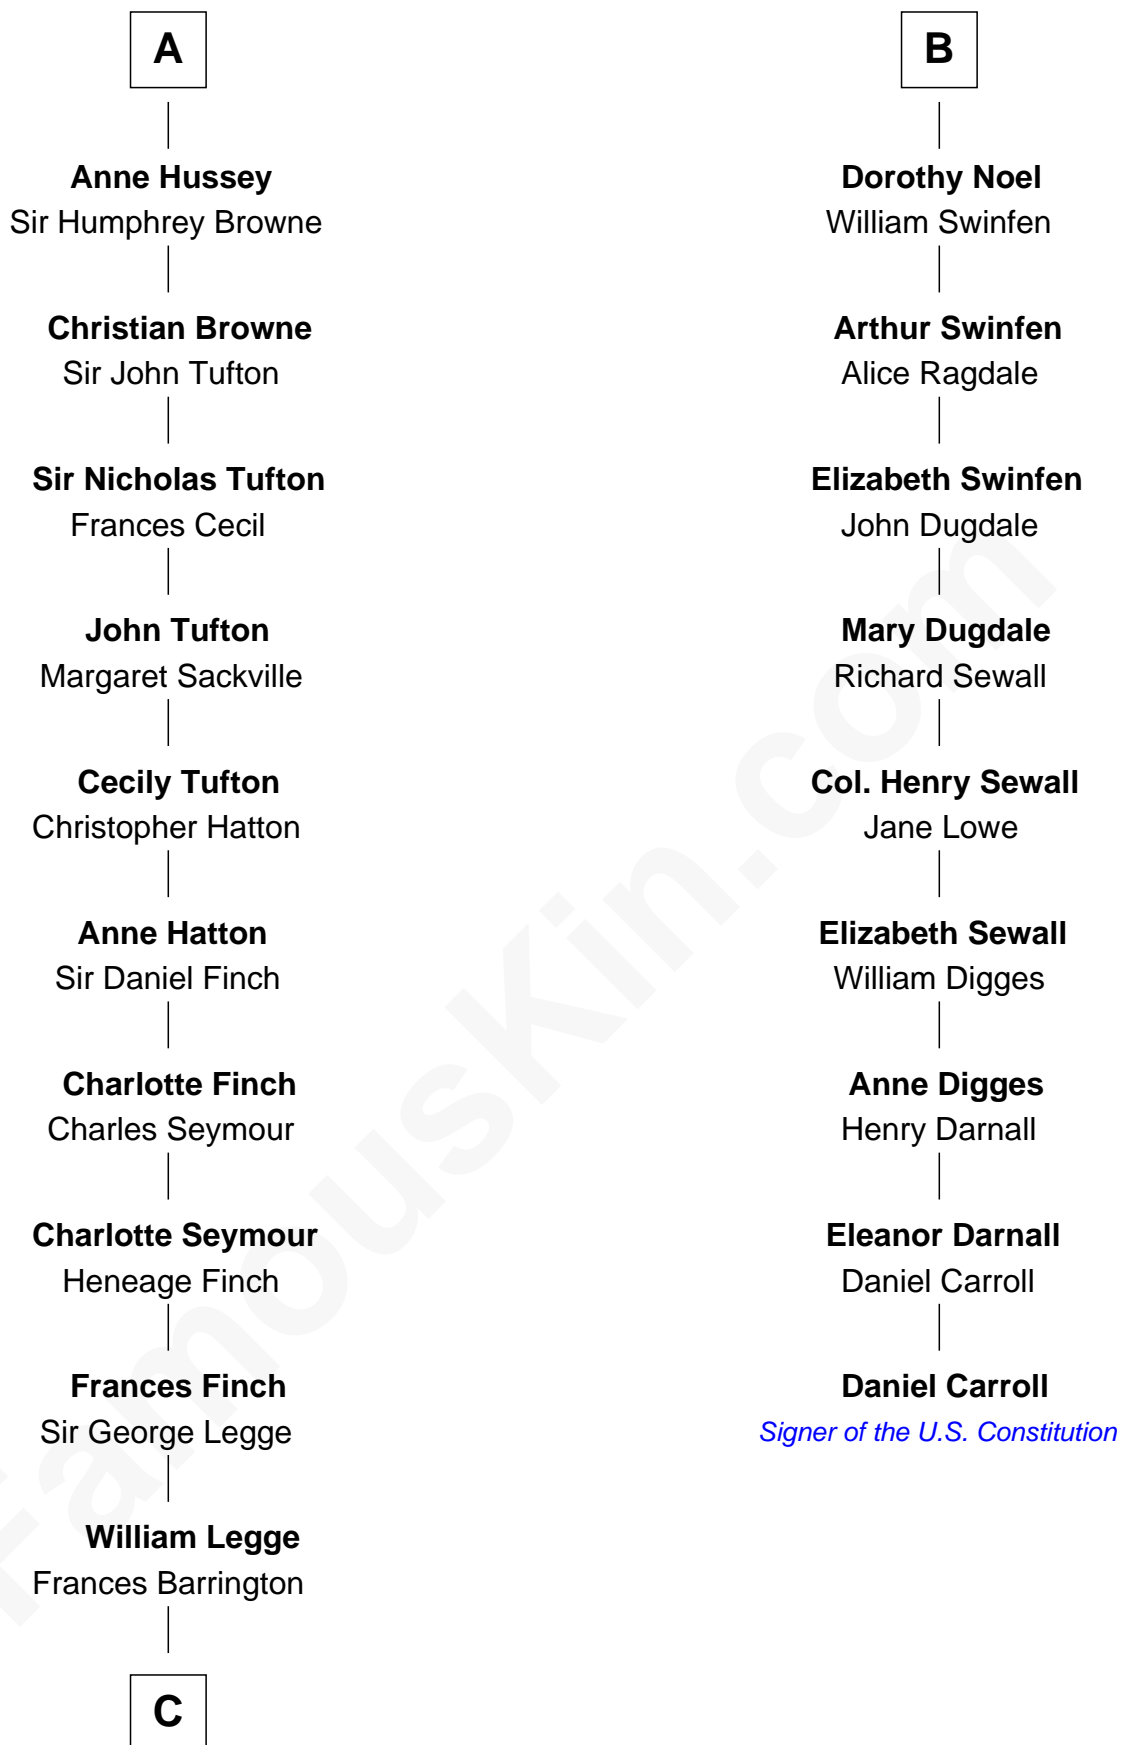 A
Anne Hussey
Sir Humphrey Browne
Christian Browne
Sir John Tufton
Sir Nicholas Tufton
Frances Cecil
John Tufton
Margaret Sackville
Cecily Tufton
Christopher Hatton
Anne Hatton
Sir Daniel Finch
Charlotte Finch
Charles Seymour
Charlotte Seymour
Heneage Finch
Frances Finch
Sir George Legge
William Legge
Frances Barrington
C
B
Dorothy Noel
William Swinfen
Arthur Swinfen
Alice Ragdale
Elizabeth Swinfen
John Dugdale
Mary Dugdale
Richard Sewall
Col. Henry Sewall
Jane Lowe
Elizabeth Sewall
William Digges
Anne Digges
Henry Darnall
Eleanor Darnall
Daniel Carroll
Daniel Carroll
Signer of the U.S. Constitution
FamousKin.com